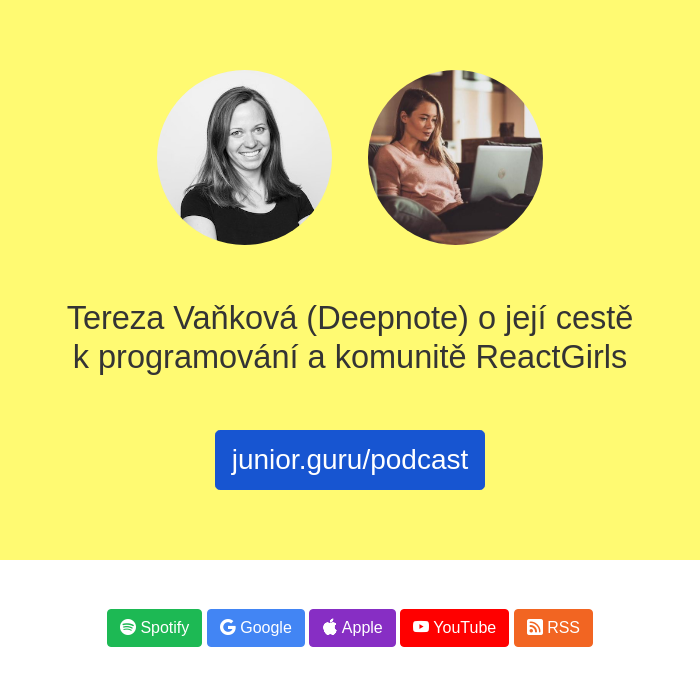 Tereza Vaňková (Deepnote) o její cestě
k programování a komunitě ReactGirls
junior.guru/podcast
Spotify Google Apple YouTube RSS